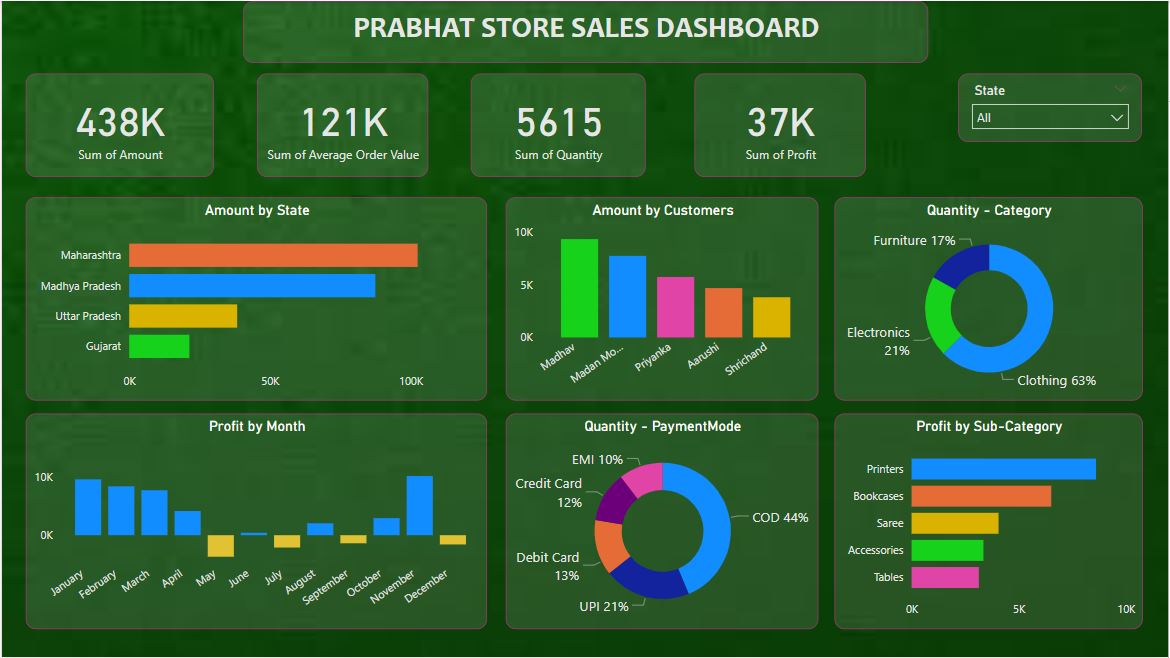 PRABHAT STORE SALES DASHBOARD
438K
Sum of Amount
121K
Sum of Average Order Value
5615
Sum of Quantity
37K
Sum of Profit
State
All
Amount by State
Maharashtra
Madhya Pradesh
Uttar Pradesh
Gujarat
0K 50K 100K
Amount by Customers
10K
5K
0K
Madhav
Madan Mo...
Priyanka
Aarushi
Shrichand
Quantity - Category
Furniture 17%
Electronics
21%
Clothing 63%
Profit by Month
10K
0K
January
February
March
April
May
June
July
August
September
October
November
December
Quantity - PaymentMode
EMI 10%
Credit Card
12%
COD 44%
Debit Card
13%
UPI 21%
Profit by Sub-Category
Printers
Bookcases
Saree
Accessories
Tables
0K 5K 10K